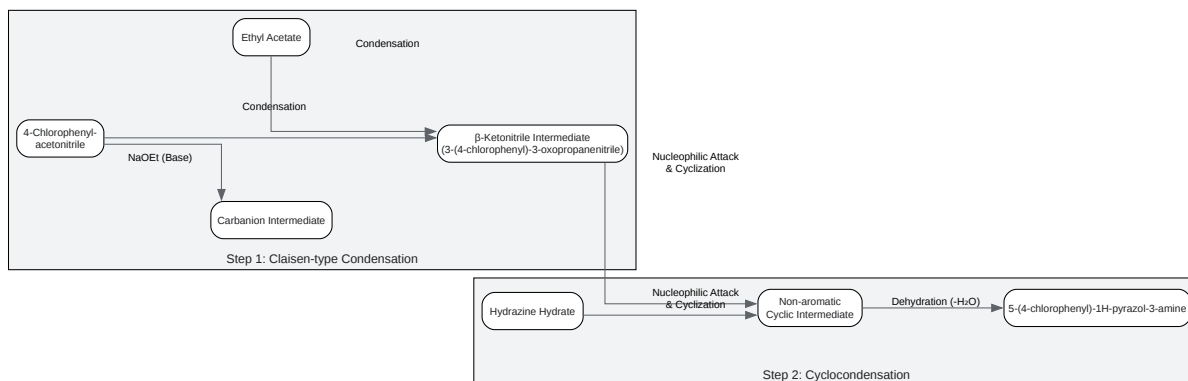 Ethyl Acetate
Condensation
Condensation
4-Chlorophenyl-
acetonitrile
β-Ketonitrile Intermediate
(3-(4-chlorophenyl)-3-oxopropanenitrile)
NaOEt (Base)
Nucleophilic Attack
& Cyclization
Carbanion Intermediate
Step 1: Claisen-type Condensation
Hydrazine Hydrate
Nucleophilic Attack
& Cyclization
Non-aromatic
Cyclic Intermediate
Dehydration (-H₂O)
5-(4-chlorophenyl)-1H-pyrazol-3-amine
Step 2: Cyclocondensation